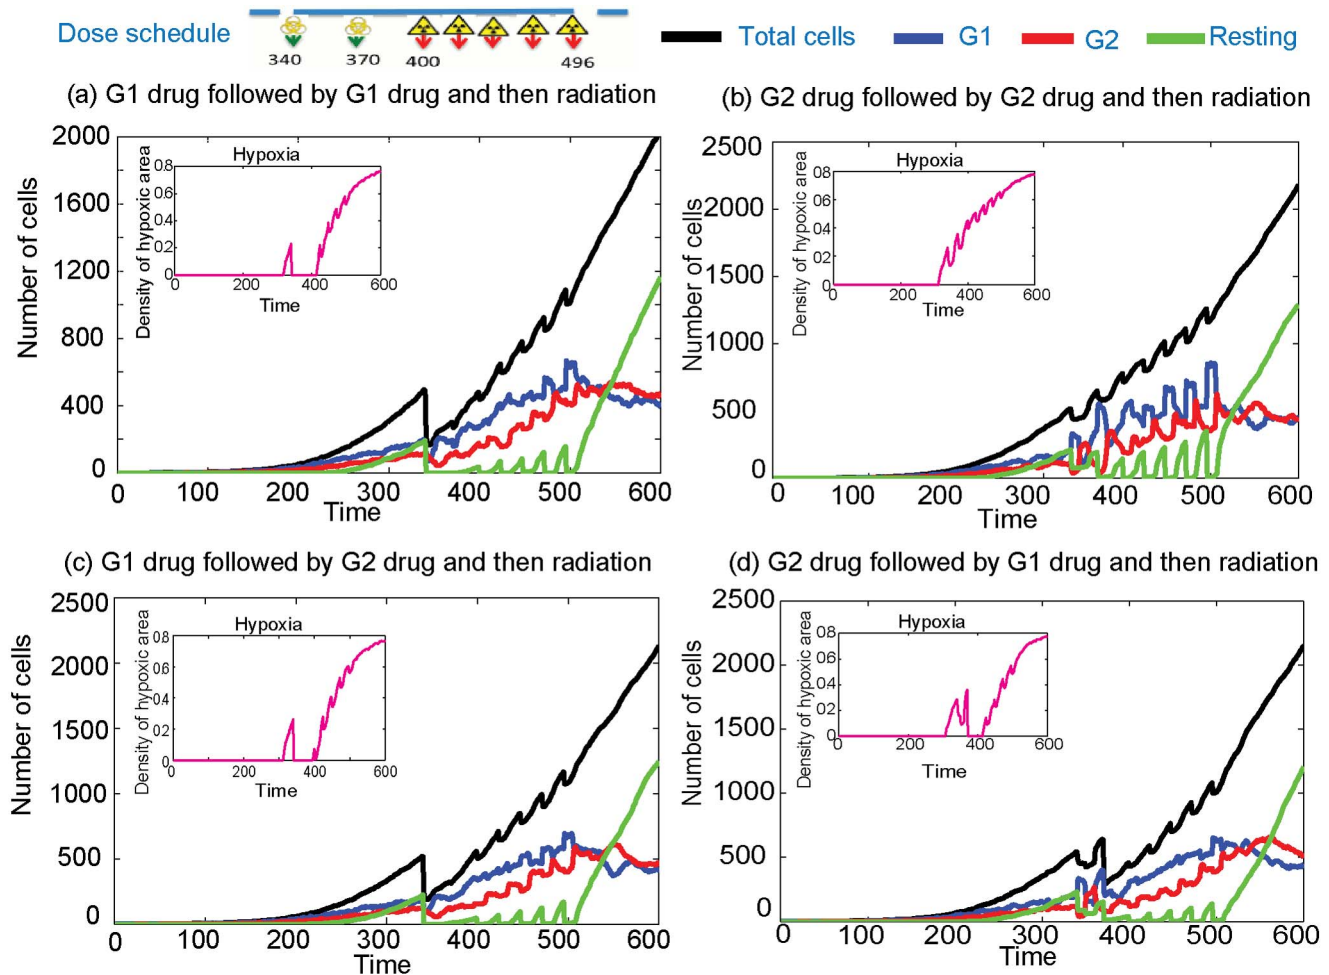 Dose schedule
340 370 400 496
Total cells G1 G2 Resting
(a) G1 drug followed by G1 drug and then radiation
2000
1600
1200
800
400
0
Number of cells
0 100 200 300 400 500 600
Time
Hypoxia
Density of hypoxic area
0.8
0.6
0.4
02
0
0 200 400 600
Time
(b) G2 drug followed by G2 drug and then radiation
2500
2000
1500
1000
500
0
Number of cells
0 100 200 300 400 500 600
Time
Hypoxia
Density of hypoxic area
08
06
04
02
0
0 200 400 600
Time
(c) G1 drug followed by G2 drug and then radiation
2500
2000
1500
1000
500
0
Number of cells
0 100 200 300 400 500 600
Time
Hypoxia
Density of hypoxic area
0.8
0.6
04
02
0
0 200 400 600
Time
(d) G2 drug followed by G1 drug and then radiation
2500
2000
1500
1000
500
0
Number of cells
0 100 200 300 400 500 600
Time
Hypoxia
Density of hypoxic area
08
06
04
02
0
0 200 400 600
Time